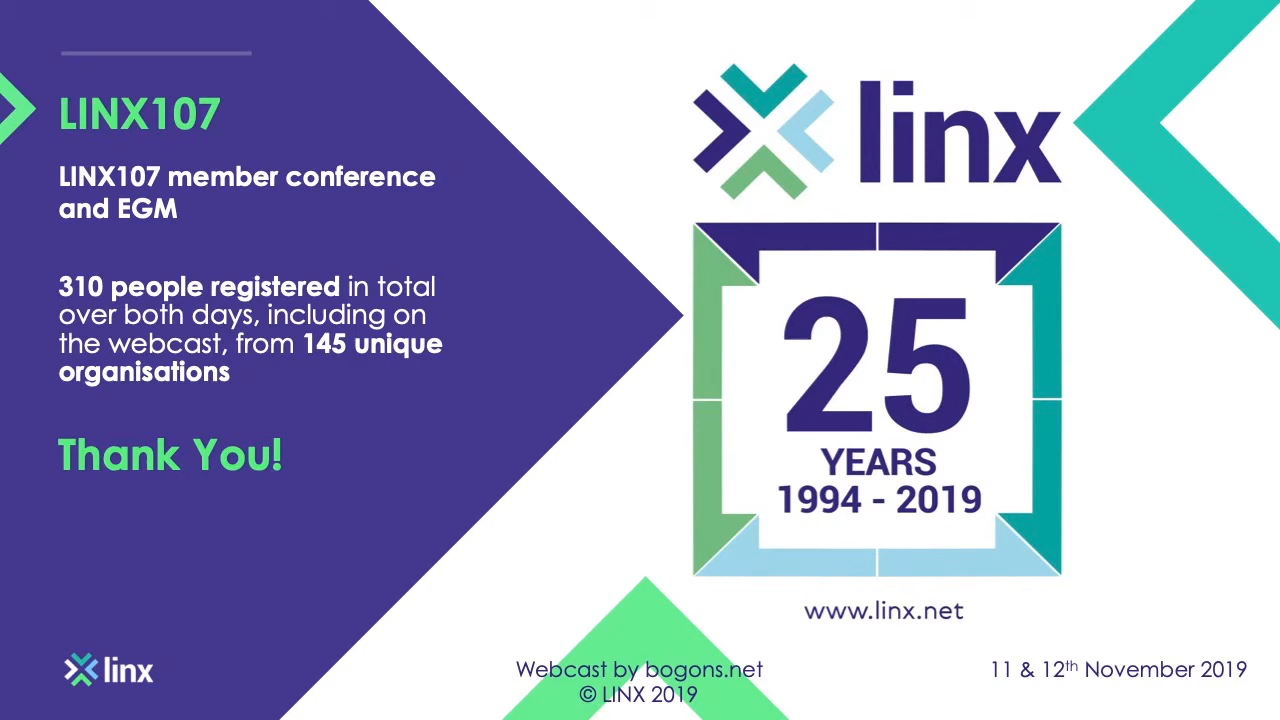 LINX107
LINX107 member conference
and EGM
310 people registered in total
over both days, including on
the webcast, from 145 unique
organisations
Thank You!
linx
linx
25
YEARS
1994 - 2019
www.linx.net
Webcast by bogons.net
© LINX 2019
11 & 12th November 2019